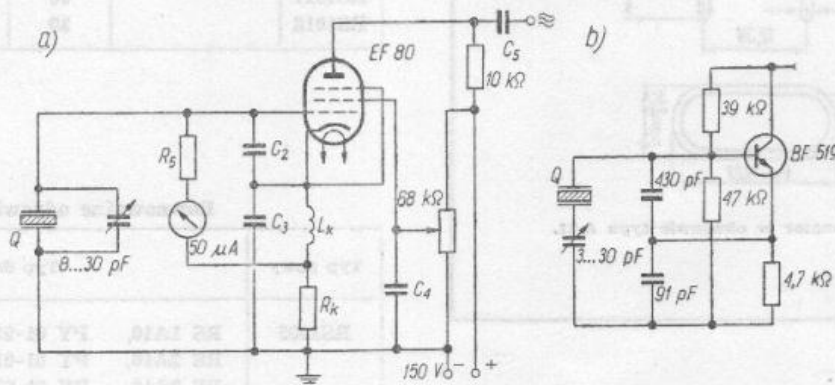 a)
EF 80
C₅
10 kΩ
R₅
C₂
C₃
Lₖ
68 kΩ
Q
8...30 pF
50 μA
Rₖ
C₄
150 V - +
b)
39 kΩ
BF 519
Q
430 pF
47 kΩ
3...30 pF
91 pF
4,7 kΩ